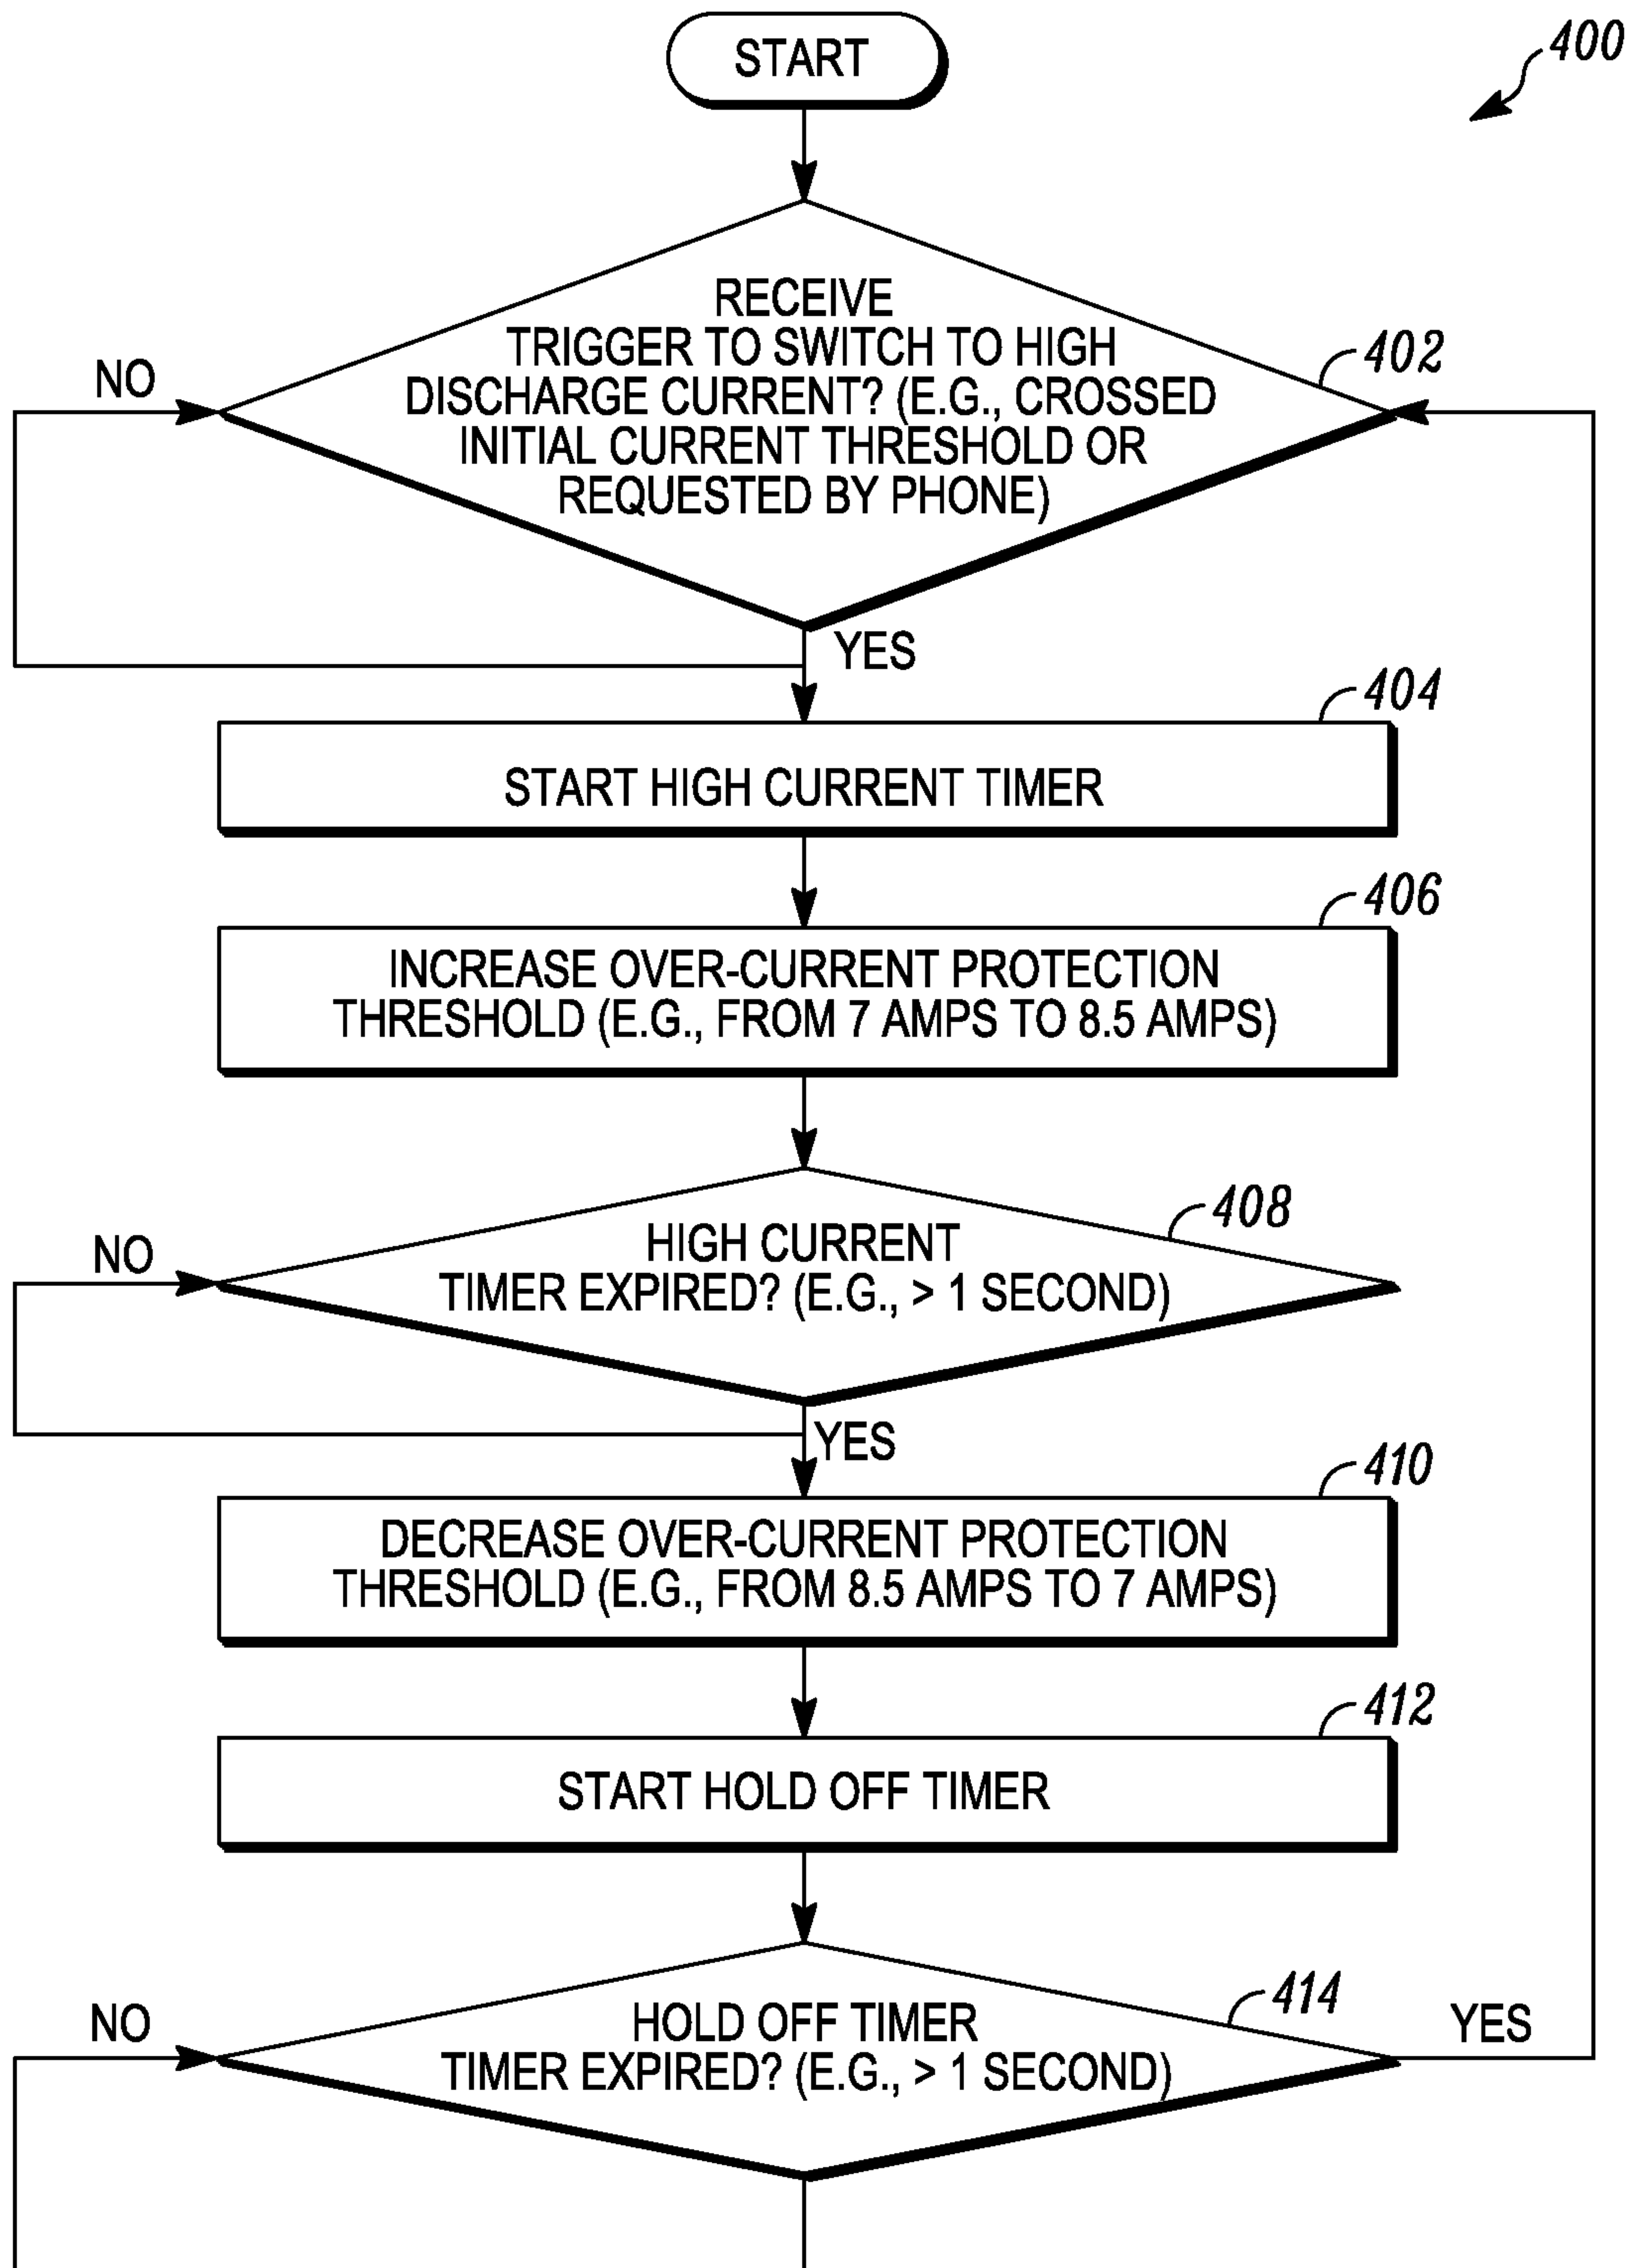 START
400
RECEIVE
TRIGGER TO SWITCH TO HIGH
DISCHARGE CURRENT? (E.G., CROSSED
INITIAL CURRENT THRESHOLD OR
REQUESTED BY PHONE)
402
NO
YES
404
START HIGH CURRENT TIMER
406
INCREASE OVER-CURRENT PROTECTION
THRESHOLD (E.G., FROM 7 AMPS TO 8.5 AMPS)
408
HIGH CURRENT
TIMER EXPIRED? (E.G., > 1 SECOND)
NO
YES
410
DECREASE OVER-CURRENT PROTECTION
THRESHOLD (E.G., FROM 8.5 AMPS TO 7 AMPS)
412
START HOLD OFF TIMER
414
HOLD OFF TIMER
TIMER EXPIRED? (E.G., > 1 SECOND)
NO
YES